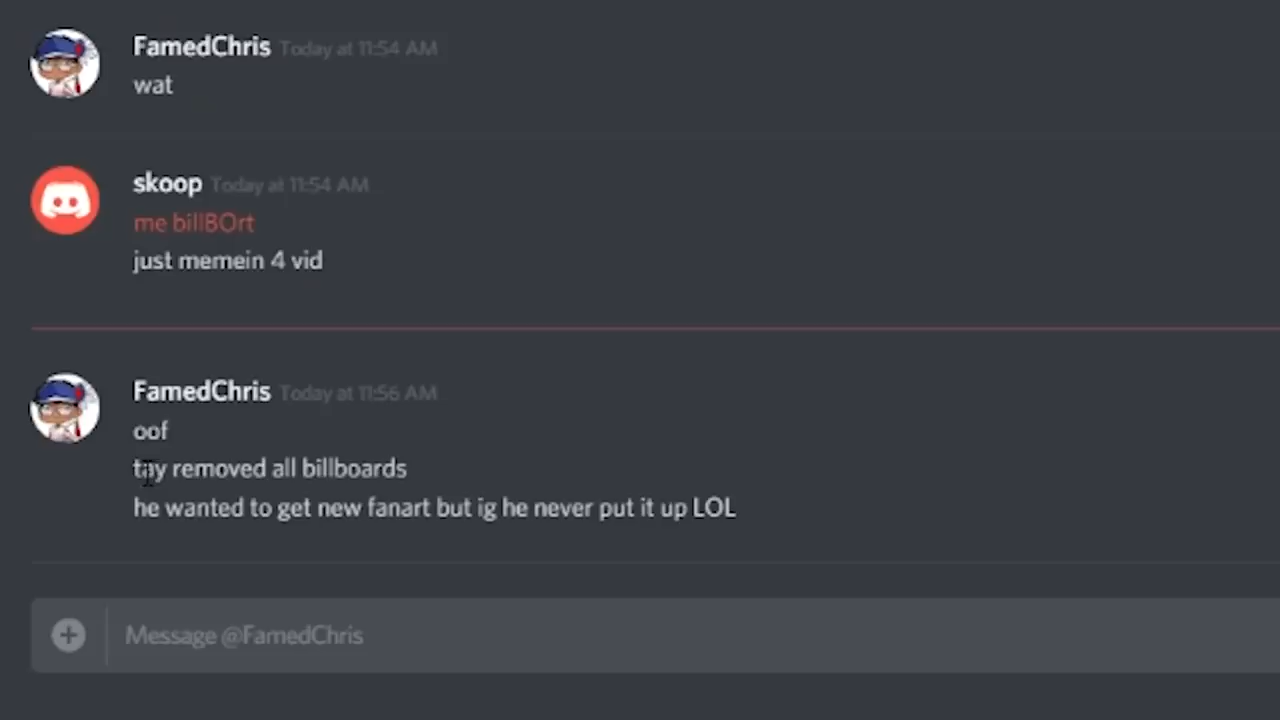 FamedChris Today at 11:54 AM
wat
skoop Today at 11:54 AM
me billBOrt
just memein 4 vid
FamedChris Today at 11:56 AM
oof
tay removed all billboards
he wanted to get new fanart but ig he never put it up LOL
Message @FamedChris